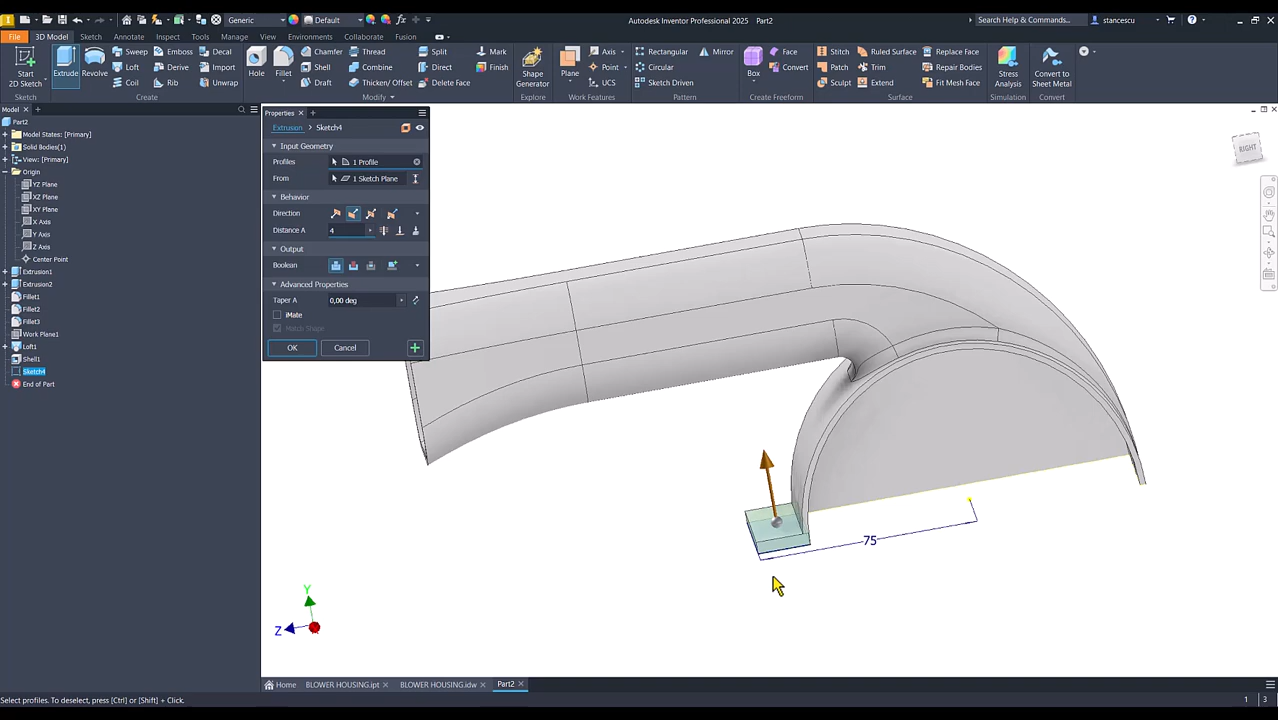 Generic
Default
Autodesk Inventor Professional 2025 Part2
Search Help & Commands...
stancescu
File
3D Model
Sketch
Annotate
Inspect
Tools
Manage
View
Environments
Collaborate
Fusion
Start
2D Sketch
Sketch
Extrude
Revolve
Sweep
Loft
Coil
Emboss
Derive
Rib
Decal
Import
Unwrap
Create
Hole
Fillet
Chamfer
Shell
Draft
Thread
Combine
Thicken/ Offset
Split
Direct
Delete Face
Modify
Mark
Finish
Shape
Generator
Explore
Plane
Axis
Point
UCS
Work Features
Rectangular
Circular
Sketch Driven
Mirror
Pattern
Box
Face
Convert
Create Freeform
Stitch
Patch
Sculpt
Ruled Surface
Trim
Extend
Replace Face
Repair Bodies
Fit Mesh Face
Surface
Stress
Analysis
Simulation
Convert to
Sheet Metal
Convert
Model
Part2
Model States: [Primary]
Solid Bodies(1)
View: [Primary]
Origin
YZ Plane
XZ Plane
XY Plane
X Axis
Y Axis
Z Axis
Center Point
Extrusion1
Extrusion2
Fillet1
Fillet2
Fillet3
Work Plane1
Loft1
Shell1
Sketch4
End of Part
Properties
Extrusion > Sketch4
Input Geometry
Profiles 1 Profile
From 1 Sketch Plane
Behavior
Direction
Distance A 4
Output
Boolean
Advanced Properties
Taper A 0,00 deg
iMate
Match Shape
OK Cancel
RIGHT
75
Y
Z
Home
BLOWER HOUSING.ipt
BLOWER HOUSING.idw
Part2
Select profiles. To deselect, press [Ctrl] or [Shift] + Click.
1 3